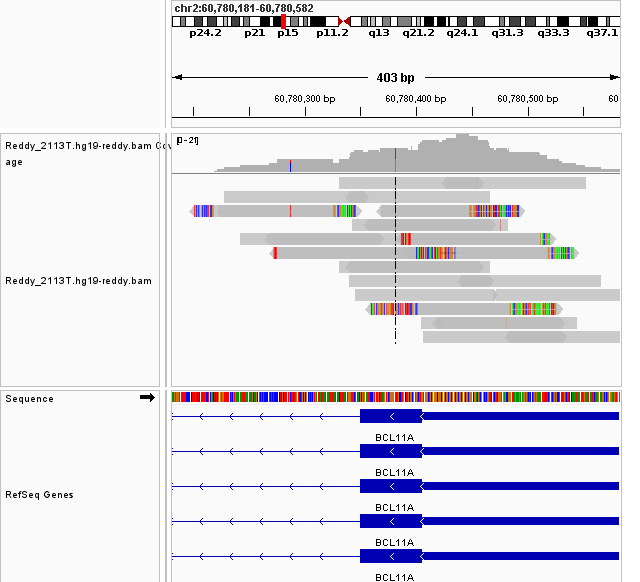 chr2:60,780,181-60,780,582
p24.2 p21 p15 p11.2 q13 q21.2 q24.1 q31.3 q33.3 q37.1
403 bp
60,780,300 bp 60,780,400 bp 60,780,500 bp 60
Reddy_2113T.hg19-reddy.bam Cov
age
[0-21]
Reddy_2113T.hg19-reddy.bam
Sequence
BCL11A
BCL11A
RefSeq Genes
BCL11A
BCL11A
BCL11A